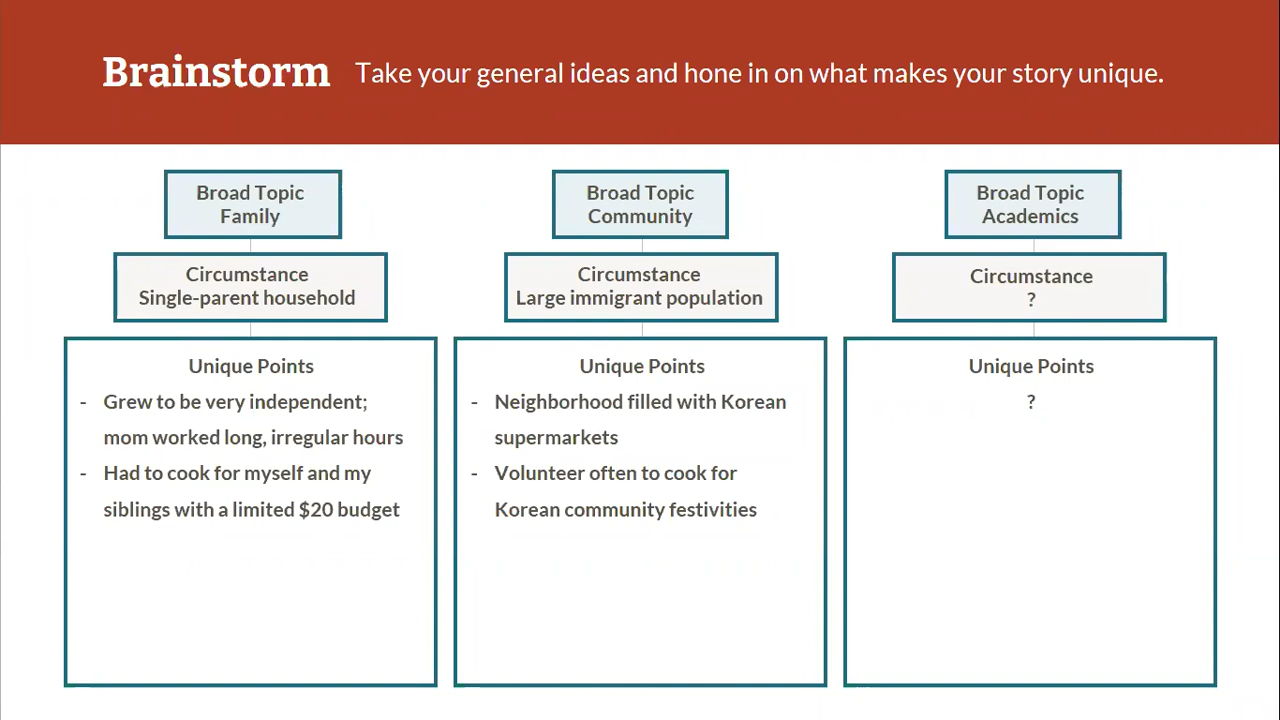 Brainstorm Take your general ideas and hone in on what makes your story unique.
Broad Topic
Family
Circumstance
Single-parent household
Unique Points
- Grew to be very independent;
mom worked long, irregular hours
- Had to cook for myself and my
siblings with a limited $20 budget
Broad Topic
Community
Circumstance
Large immigrant population
Unique Points
- Neighborhood filled with Korean
supermarkets
- Volunteer often to cook for
Korean community festivities
Broad Topic
Academics
Circumstance
?
Unique Points
?